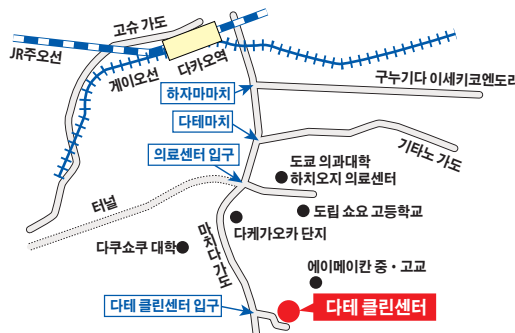 고슈 가도
JR주오선
게이오선
다카오역
하자마마치
구누기다 이세키코엔도리
다테마치
기타노 가도
의료센터 입구
도쿄 의과대학
하치오지 의료센터
터널
도립 쇼요 고등학교
다케가오카 단지
다쿠쇼쿠 대학
마치다 가도
에이메이칸 중・고교
다테 클린센터 입구
다테 클린센터